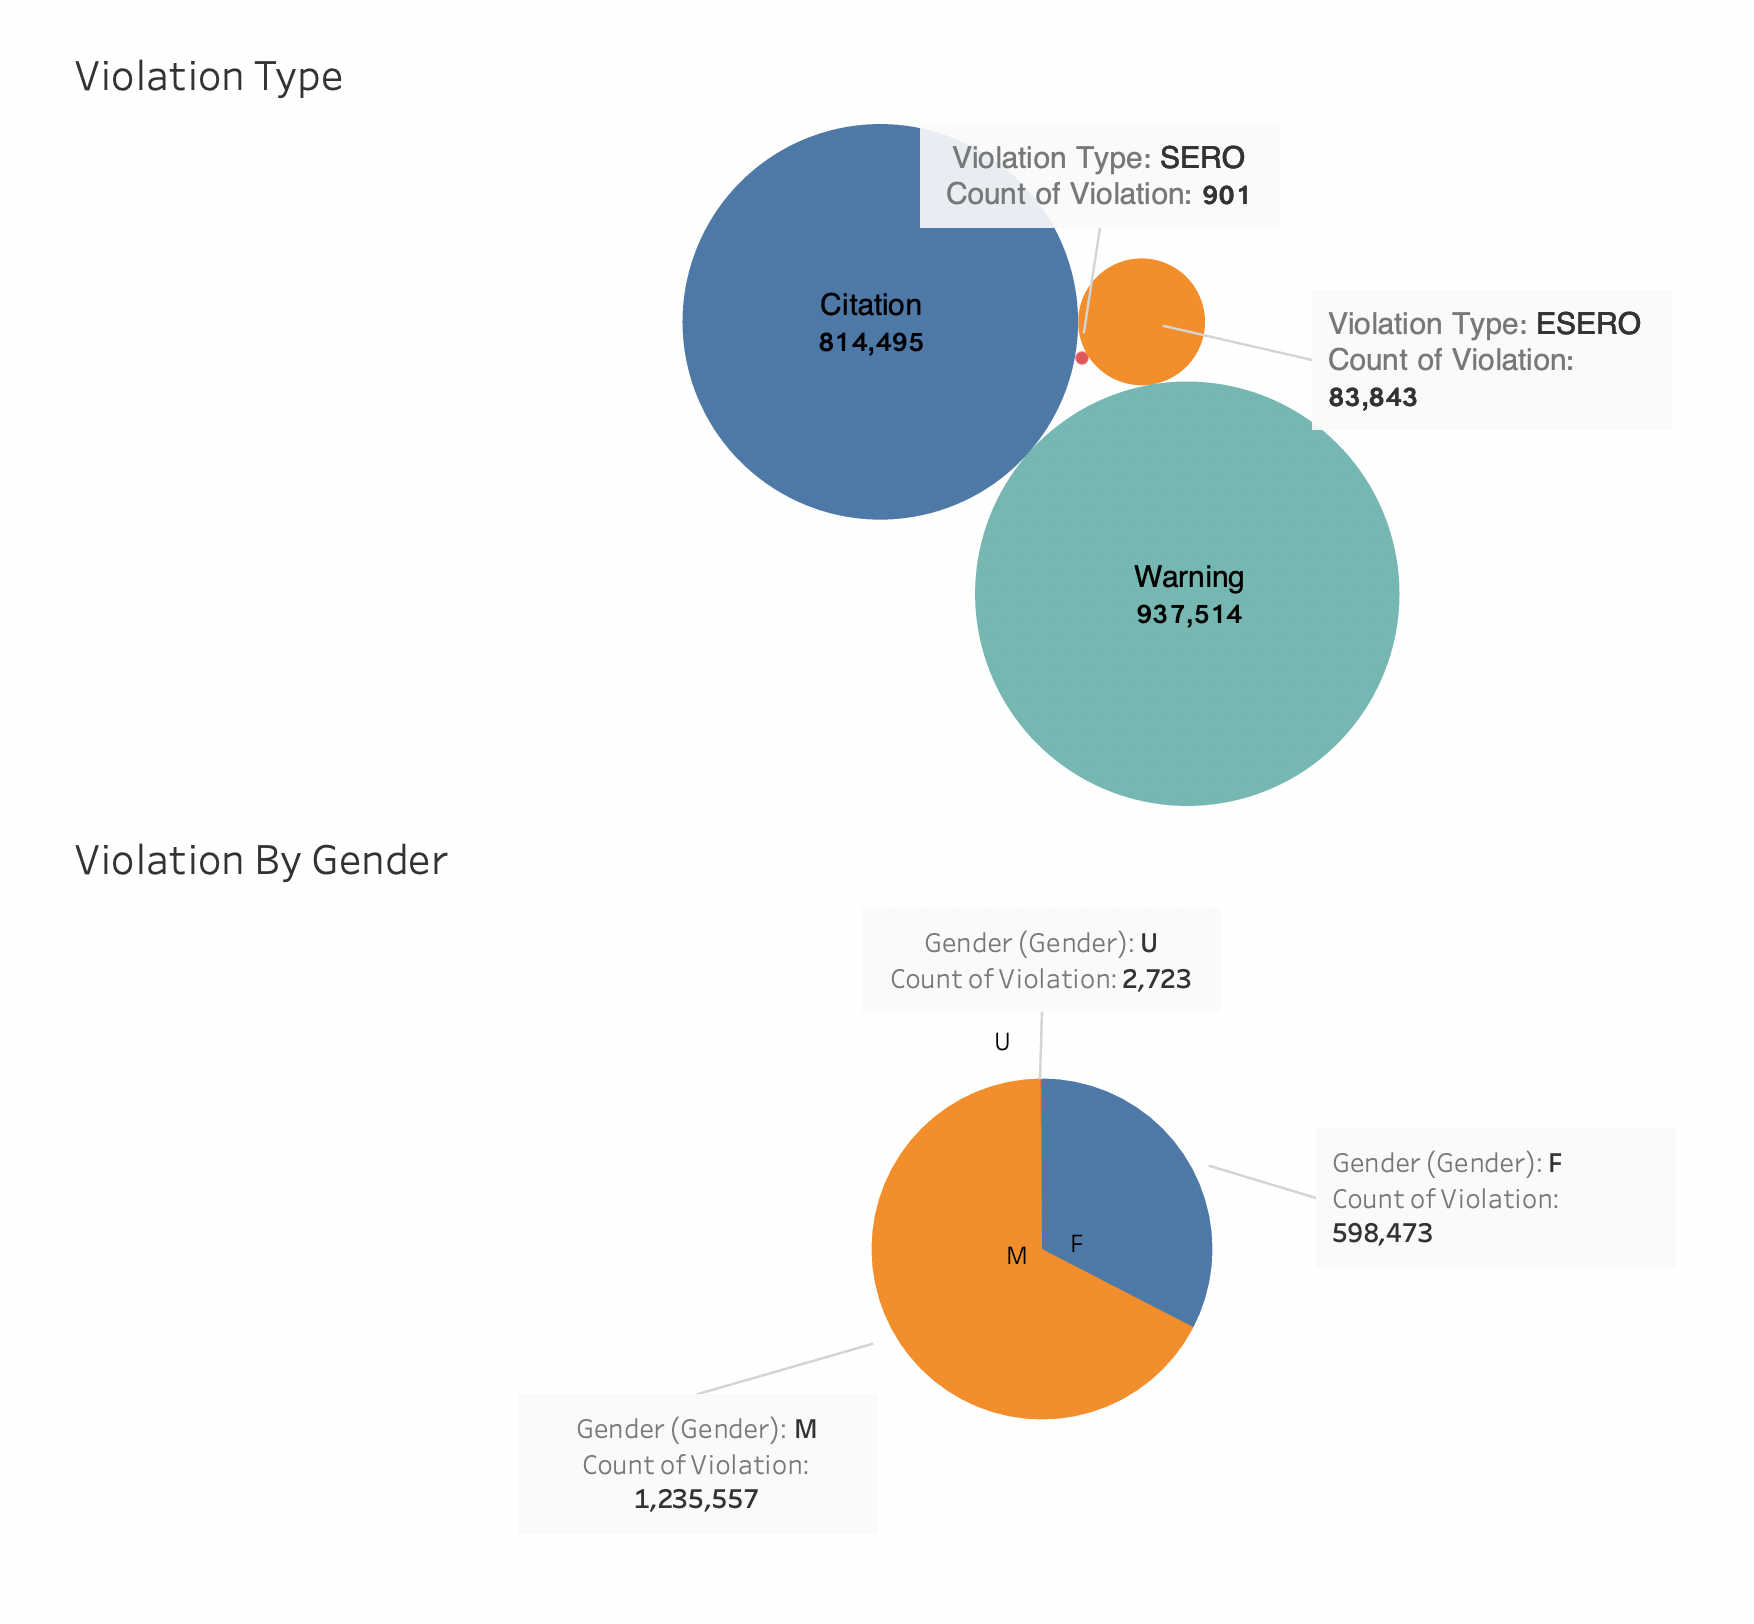 Violation Type
Violation Type: SERO
Count of Violation: 901
Citation
814,495
Violation Type: ESERO
Count of Violation:
83,843
Warning
937,514
Violation By Gender
Gender (Gender): U
Count of Violation: 2,723
U
Gender (Gender): F
Count of Violation:
598,473
F
M
Gender (Gender): M
Count of Violation:
1,235,557